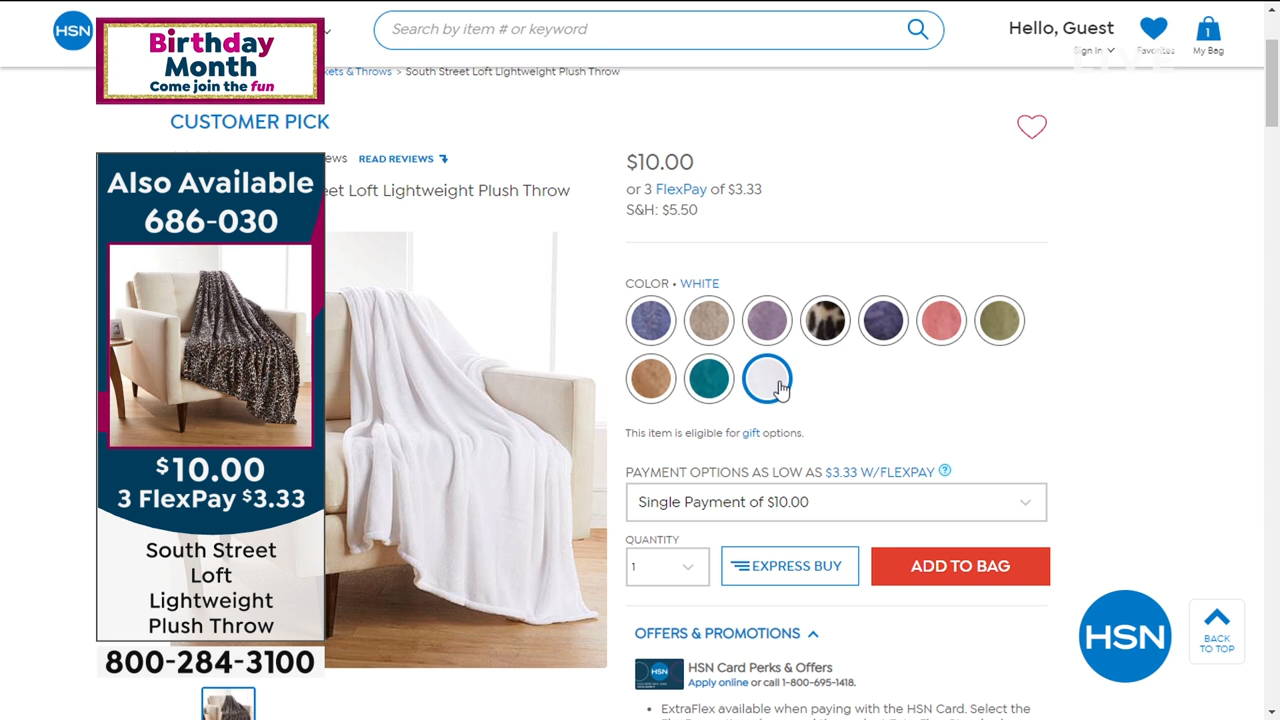 HSN
Search by item # or keyword
Hello, Guest
Sign In
Favorites
1
My Bag
Birthday
Month
Come join the fun
kets & Throws > South Street Loft Lightweight Plush Throw
LIVE
CUSTOMER PICK
ews READ REVIEWS
eet Loft Lightweight Plush Throw
Also Available
686-030
$10.00
3 FlexPay $3.33
South Street
Loft
Lightweight
Plush Throw
800-284-3100
$10.00
or 3 FlexPay of $3.33
S&H: $5.50
COLOR • WHITE
This item is eligible for gift options.
PAYMENT OPTIONS AS LOW AS $3.33 W/FLEXPAY ?
Single Payment of $10.00
QUANTITY
1
EXPRESS BUY
ADD TO BAG
OFFERS & PROMOTIONS
HSN
HSN Card Perks & Offers
Apply online or call 1-800-695-1418.
• ExtraFlex available when paying with the HSN Card. Select the
HSN
BACK
TO TOP